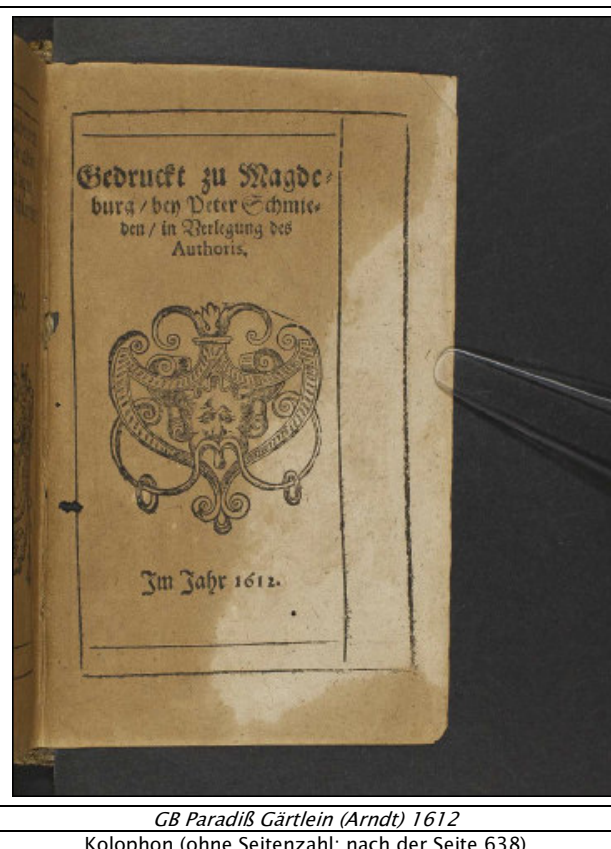 Gedruckt zu Magde⸗
burg / bey Peter Schmie⸗
den / in Verlegung des
Authoris.
Im Jahr 1612.
GB Paradiß Gärtlein (Arndt) 1612
Kolophon (ohne Seitenzahl; nach der Seite 638)